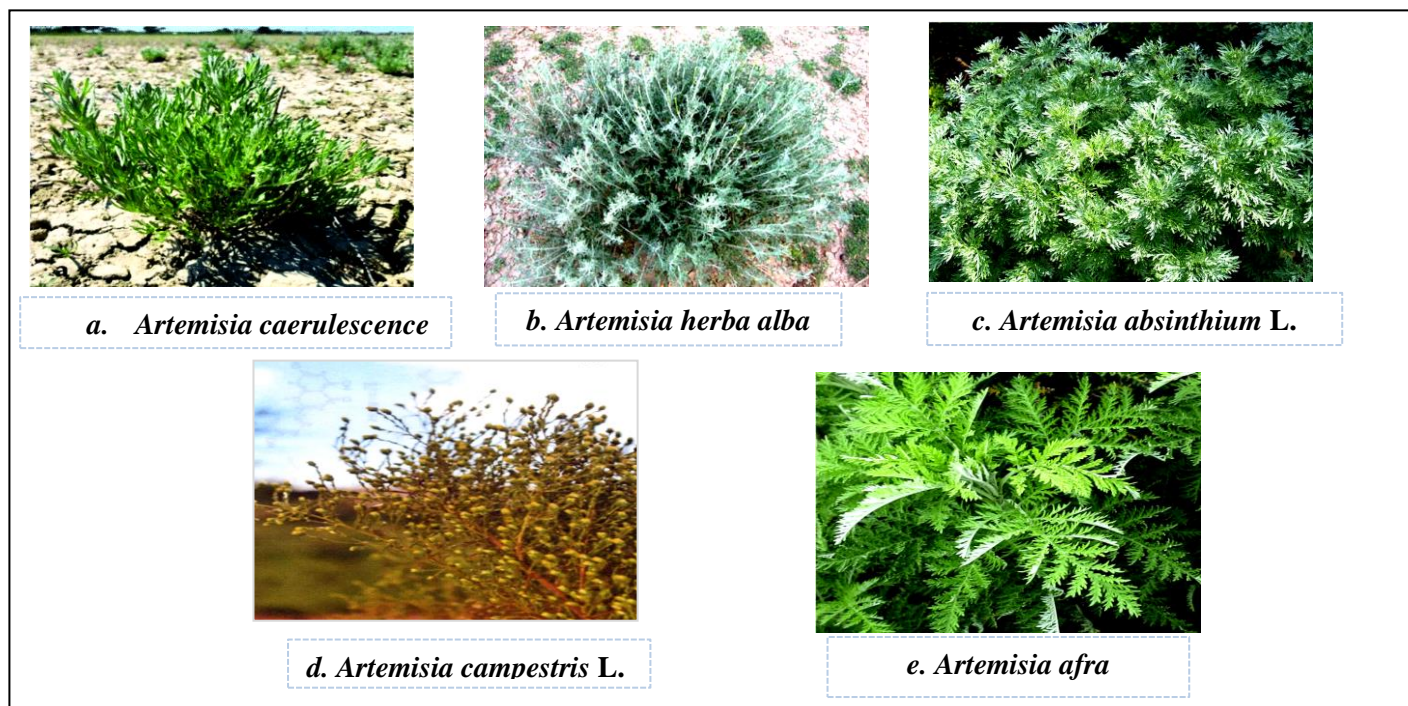 a. Artemisia caerulescence
b. Artemisia herba alba
c. Artemisia absinthium L.
d. Artemisia campestris L.
e. Artemisia afra